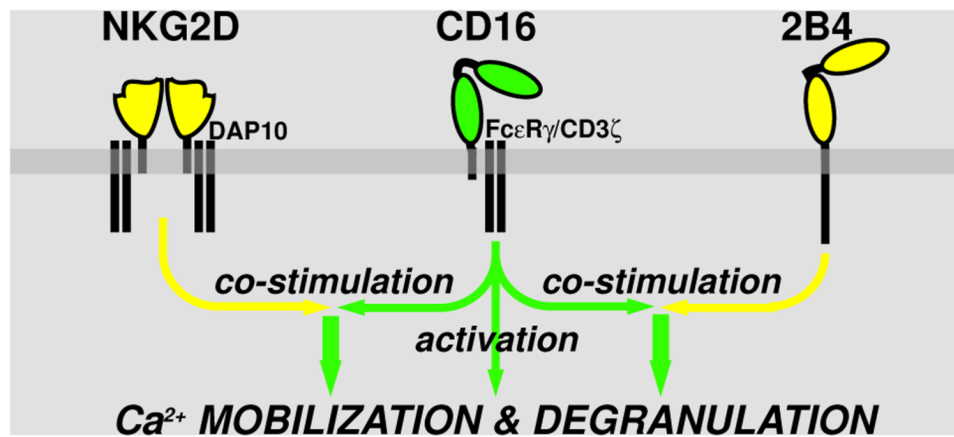 NKG2D CD16 2B4
DAP10 FcεRγ/CD3ζ
co-stimulation co-stimulation
activation
Ca²⁺ MOBILIZATION & DEGRANULATION